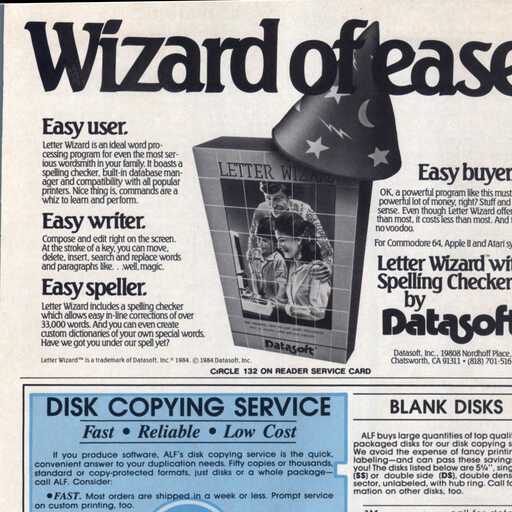 Wizard of ease
Easy user.
Letter Wizard is an ideal word pro-
cessing program for even the most ser-
ious wordsmith in your family. It boasts a
spelling checker, built-in database man-
ager and compatibility with all popular
printers. Nice thing is, commands are a
whiz to learn and perform.
Easy writer.
Compose and edit right on the screen.
At the stroke of a key, you can move,
delete, insert, search and replace words
and paragraphs like. . .well, magic.
Easy speller.
Letter Wizard includes a spelling checker
which allows easy in-line corrections of over
33,000 words. And you can even create
custom dictionaries of your own special words.
Have we got you under our spell yet?
Letter Wizard™ is a trademark of Datasoft, Inc.® 1984. © 1984 Datasoft, Inc.
LETTER WIZARD
Datasoft
Easy buyer
OK, a powerful program like this must
powerful lot of money, right? Stuff and
sense. Even though Letter Wizard offe
than most, it costs less than most. And
no voodoo.
For Commodore 64, Apple II and Atari sy
Letter Wizard™ wi
Spelling Checker
by
Datasoft
Datasoft, Inc., 19808 Nordhoff Place,
Chatsworth, CA 91311 • (818) 701-516
CIRCLE 132 ON READER SERVICE CARD
DISK COPYING SERVICE
Fast • Reliable • Low Cost
If you produce software, ALF's disk copying service is the quick,
convenient answer to your duplication needs. Fifty copies or thousands,
standard or copy-protected formats, just disks or a whole package—
call ALF. Consider:
• FAST. Most orders are shipped in a week or less. Prompt service
on custom printing, too.
BLANK DISKS
ALF buys large quantities of top quali
packaged disks for our disk copying s
We avoid the expense of fancy printin
labeling—and can pass these savings
you! The disks listed below are 5¼", sing
(SS) or double side (DS), double dens
sector, unlabeled, with hub ring. Call fo
mation on other disks, too.